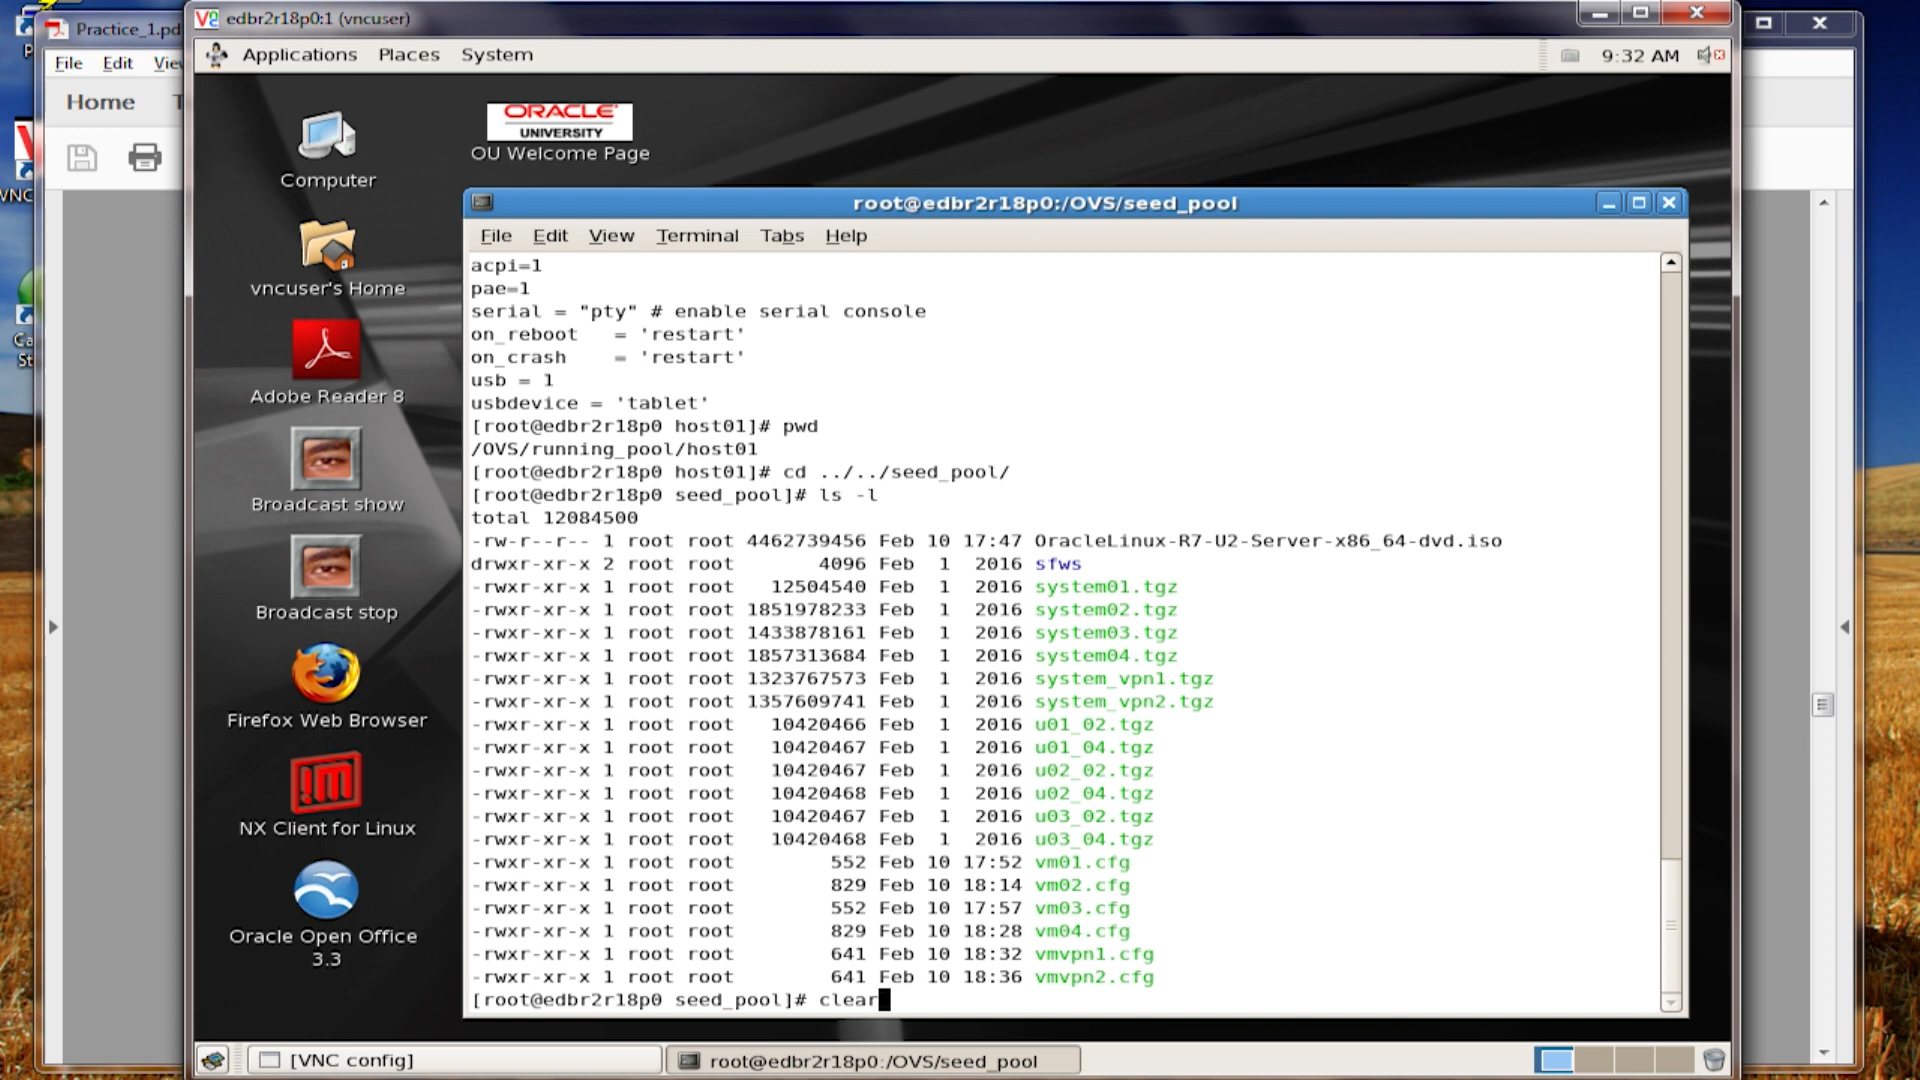 Practice_1.pd
File Edit View
Home
edbr2r18p0:1 (vncuser)
Applications Places System
9:32 AM
Computer
ORACLE
UNIVERSITY
OU Welcome Page
vncuser's Home
Adobe Reader 8
Broadcast show
Broadcast stop
Firefox Web Browser
!M
NX Client for Linux
Oracle Open Office
3.3
root@edbr2r18p0:/OVS/seed_pool
File Edit View Terminal Tabs Help
acpi=1
pae=1
serial = "pty" # enable serial console
on_reboot   = 'restart'
on_crash    = 'restart'
usb = 1
usbdevice = 'tablet'
[root@edbr2r18p0 host01]# pwd
/OVS/running_pool/host01
[root@edbr2r18p0 host01]# cd ../../seed_pool/
[root@edbr2r18p0 seed_pool]# ls -l
total 12084500
-rw-r--r-- 1 root root 4462739456 Feb 10 17:47 OracleLinux-R7-U2-Server-x86_64-dvd.iso
drwxr-xr-x 2 root root       4096 Feb  1  2016 sfws
-rwxr-xr-x 1 root root   12504540 Feb  1  2016 system01.tgz
-rwxr-xr-x 1 root root 1851978233 Feb  1  2016 system02.tgz
-rwxr-xr-x 1 root root 1433878161 Feb  1  2016 system03.tgz
-rwxr-xr-x 1 root root 1857313684 Feb  1  2016 system04.tgz
-rwxr-xr-x 1 root root 1323767573 Feb  1  2016 system_vpn1.tgz
-rwxr-xr-x 1 root root 1357609741 Feb  1  2016 system_vpn2.tgz
-rwxr-xr-x 1 root root   10420466 Feb  1  2016 u01_02.tgz
-rwxr-xr-x 1 root root   10420467 Feb  1  2016 u01_04.tgz
-rwxr-xr-x 1 root root   10420467 Feb  1  2016 u02_02.tgz
-rwxr-xr-x 1 root root   10420468 Feb  1  2016 u02_04.tgz
-rwxr-xr-x 1 root root   10420467 Feb  1  2016 u03_02.tgz
-rwxr-xr-x 1 root root   10420468 Feb  1  2016 u03_04.tgz
-rwxr-xr-x 1 root root        552 Feb 10 17:52 vm01.cfg
-rwxr-xr-x 1 root root        829 Feb 10 18:14 vm02.cfg
-rwxr-xr-x 1 root root        552 Feb 10 17:57 vm03.cfg
-rwxr-xr-x 1 root root        829 Feb 10 18:28 vm04.cfg
-rwxr-xr-x 1 root root        641 Feb 10 18:32 vmvpn1.cfg
-rwxr-xr-x 1 root root        641 Feb 10 18:36 vmvpn2.cfg
[root@edbr2r18p0 seed_pool]# clear
[VNC config]
root@edbr2r18p0:/OVS/seed_pool